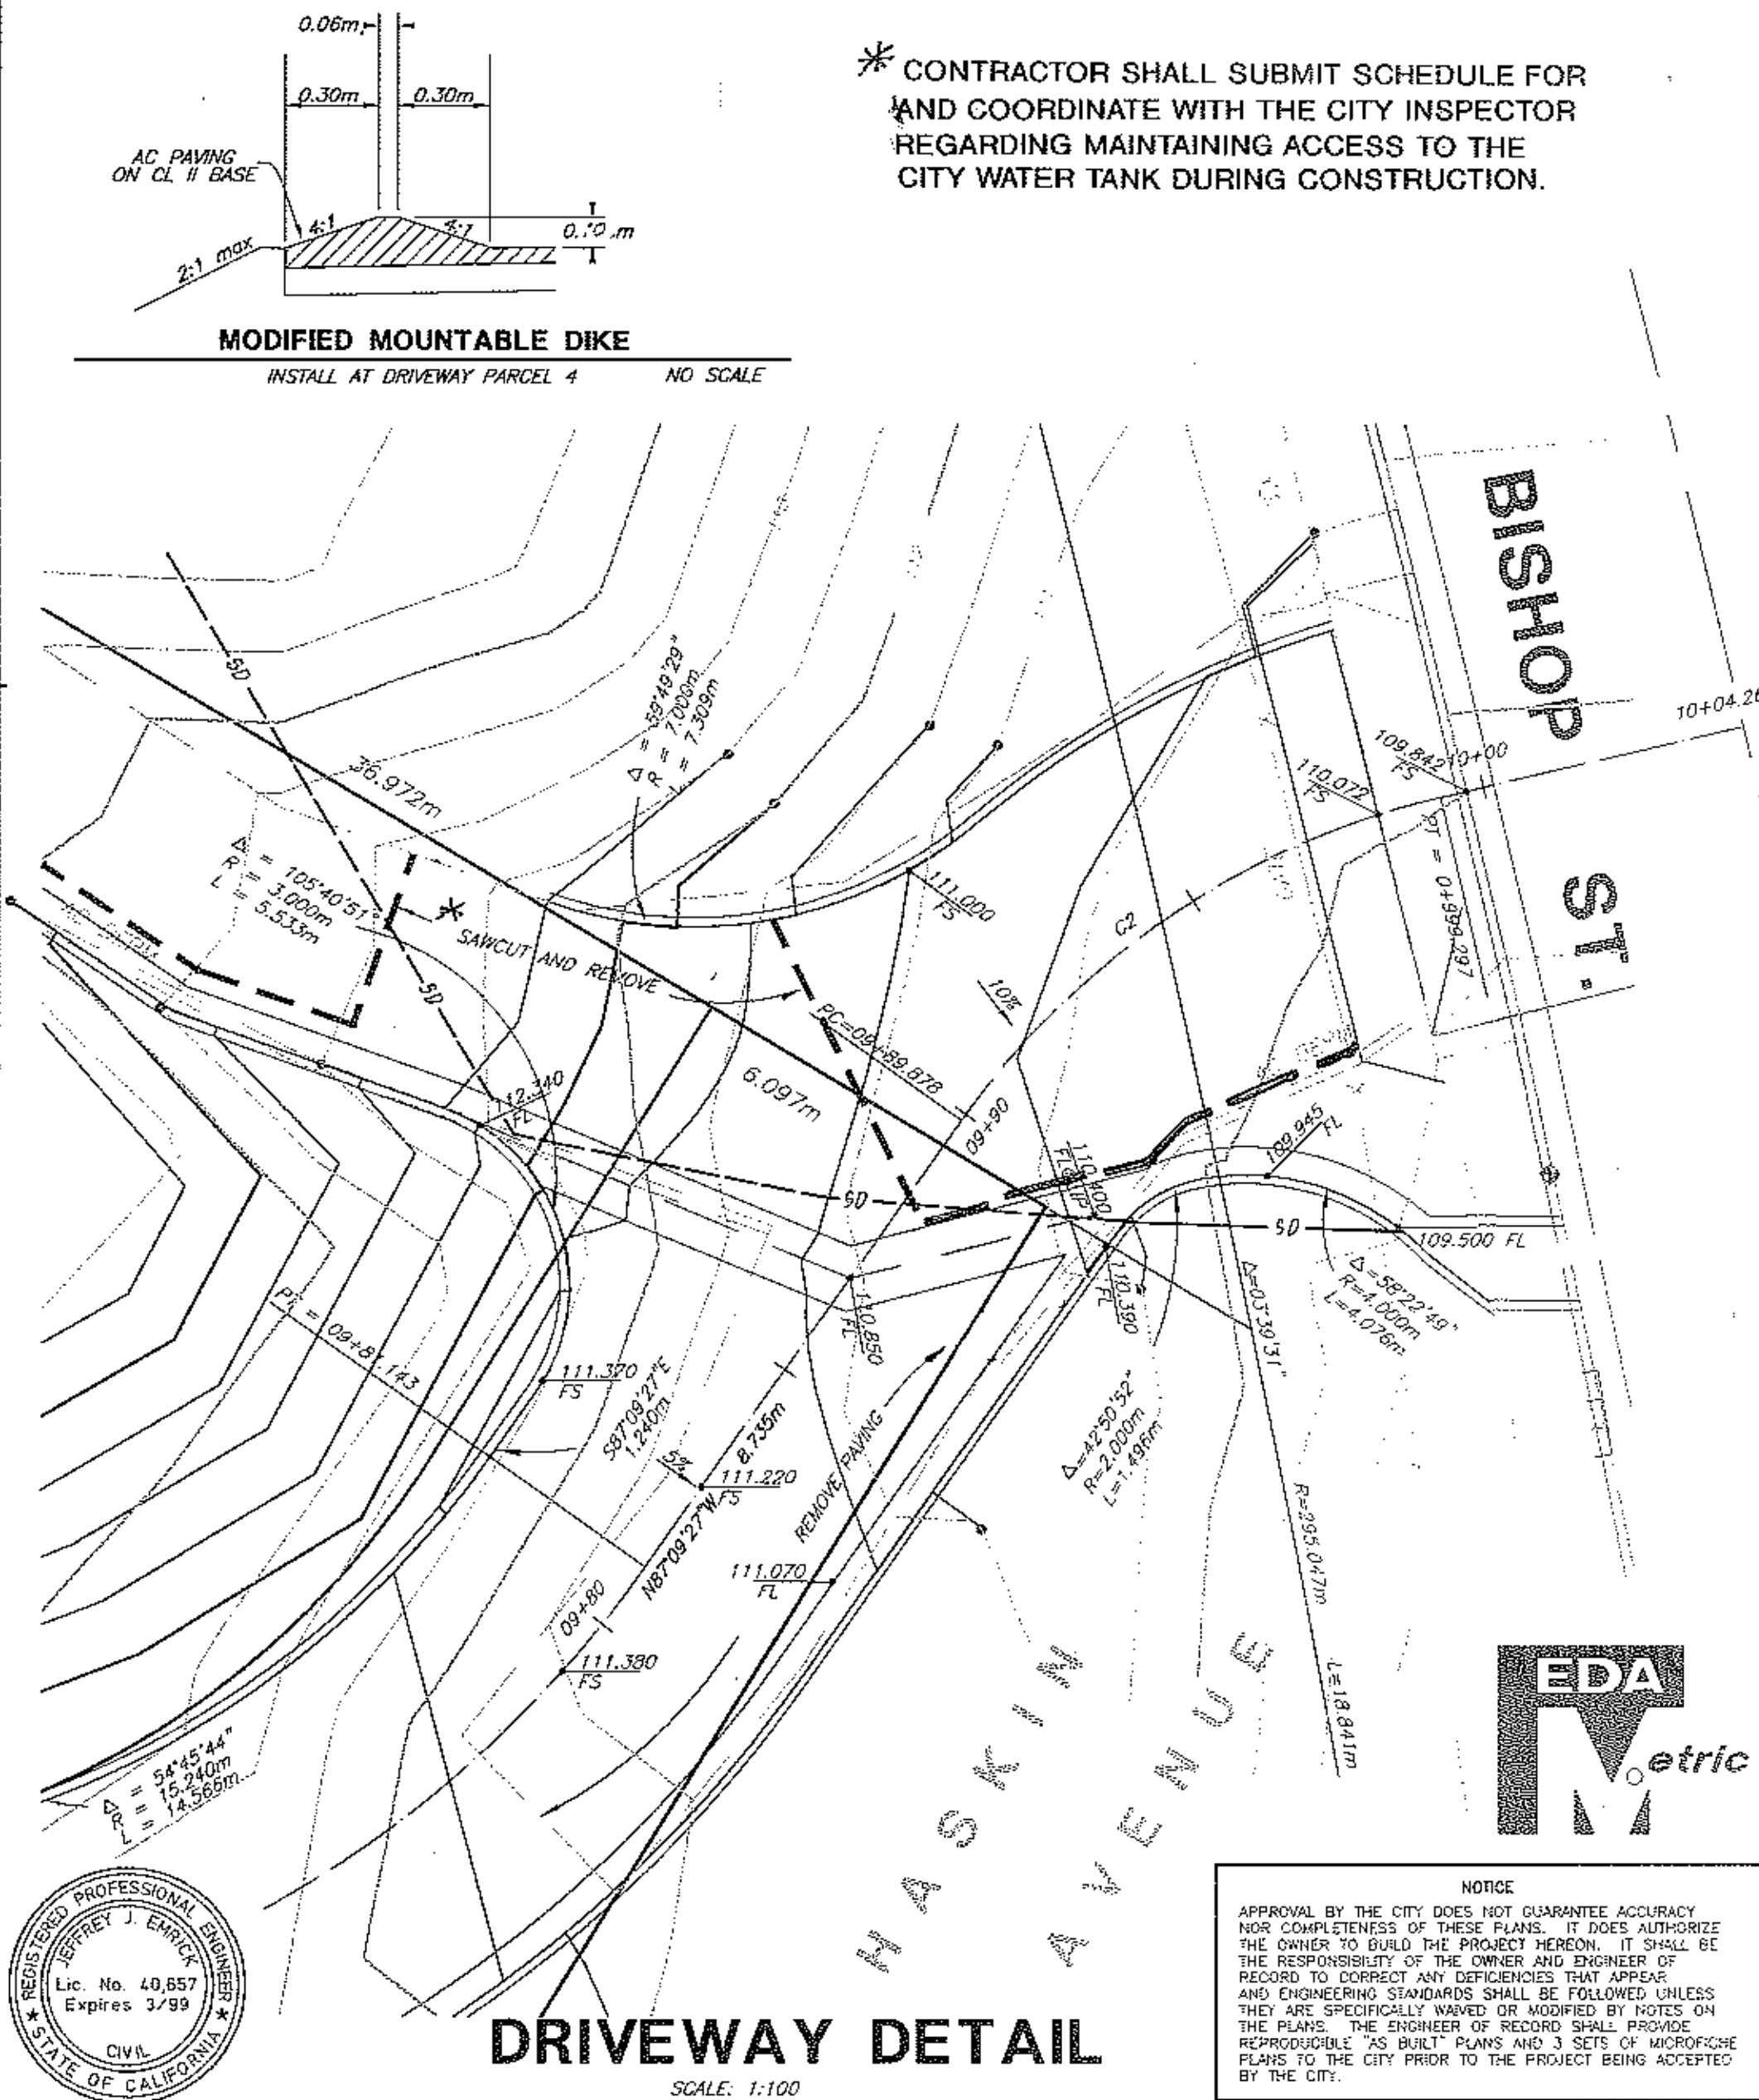 0.06m
0.30m
0.30m
AC PAVING
ON CL II BASE
4:1
2:1 max
MODIFIED MOUNTABLE DIKE
INSTALL AT DRIVEWAY PARCEL 4
NO SCALE
* CONTRACTOR SHALL SUBMIT SCHEDULE FOR
AND COORDINATE WITH THE CITY INSPECTOR
REGARDING MAINTAINING ACCESS TO THE
CITY WATER TANK DURING CONSTRUCTION.
BISHOP ST.
10+04.26
10+00
109.842
FS
110.072
FS
SD
36.972m
Δ = 59°49'29"
R = 7.000m
L = 7.309m
Δ = 105°40'51"
R = 3.000m
L = 5.533m
*
SAWCUT AND REMOVE
SD
111.000
FS
C2
10%
PC=09+89.878
6.097m
09+90
112.340
FL
SD
110.400
109.945
FL
SD
109.500 FL
Δ=58°22'49"
R=4.000m
L=4.076m
110.390
FL
110.850
FL
Δ=03°39'31"
R=295.047m
L=18.841m
Δ=42°50'52"
R=2.000m
L=1.496m
111.370
FS
S87°09'27"E
1.240m
5%
8.735m
111.220
FS
N87°09'27"W
REMOVE PAVING
111.070
FL
09+80
111.380
FS
Δ = 54°45'44"
R = 15.240m
L = 14.566m
HASKIN
AVENUE
EDA
Metric
REGISTERED PROFESSIONAL ENGINEER
JEFFREY J. EMRICK
Lic. No. 40,657
Expires 3/99
CIVIL
STATE OF CALIFORNIA
DRIVEWAY DETAIL
SCALE: 1:100
NOTICE
APPROVAL BY THE CITY DOES NOT GUARANTEE ACCURACY
NOR COMPLETENESS OF THESE PLANS. IT DOES AUTHORIZE
THE OWNER TO BUILD THE PROJECT HEREON. IT SHALL BE
THE RESPONSIBILITY OF THE OWNER AND ENGINEER OF
RECORD TO CORRECT ANY DEFICIENCIES THAT APPEAR
AND ENGINEERING STANDARDS SHALL BE FOLLOWED UNLESS
THEY ARE SPECIFICALLY WAIVED OR MODIFIED BY NOTES ON
THE PLANS. THE ENGINEER OF RECORD SHALL PROVIDE
REPRODUCIBLE "AS BUILT" PLANS AND 3 SETS OF MICROFICHE
PLANS TO THE CITY PRIOR TO THE PROJECT BEING ACCEPTED
BY THE CITY.